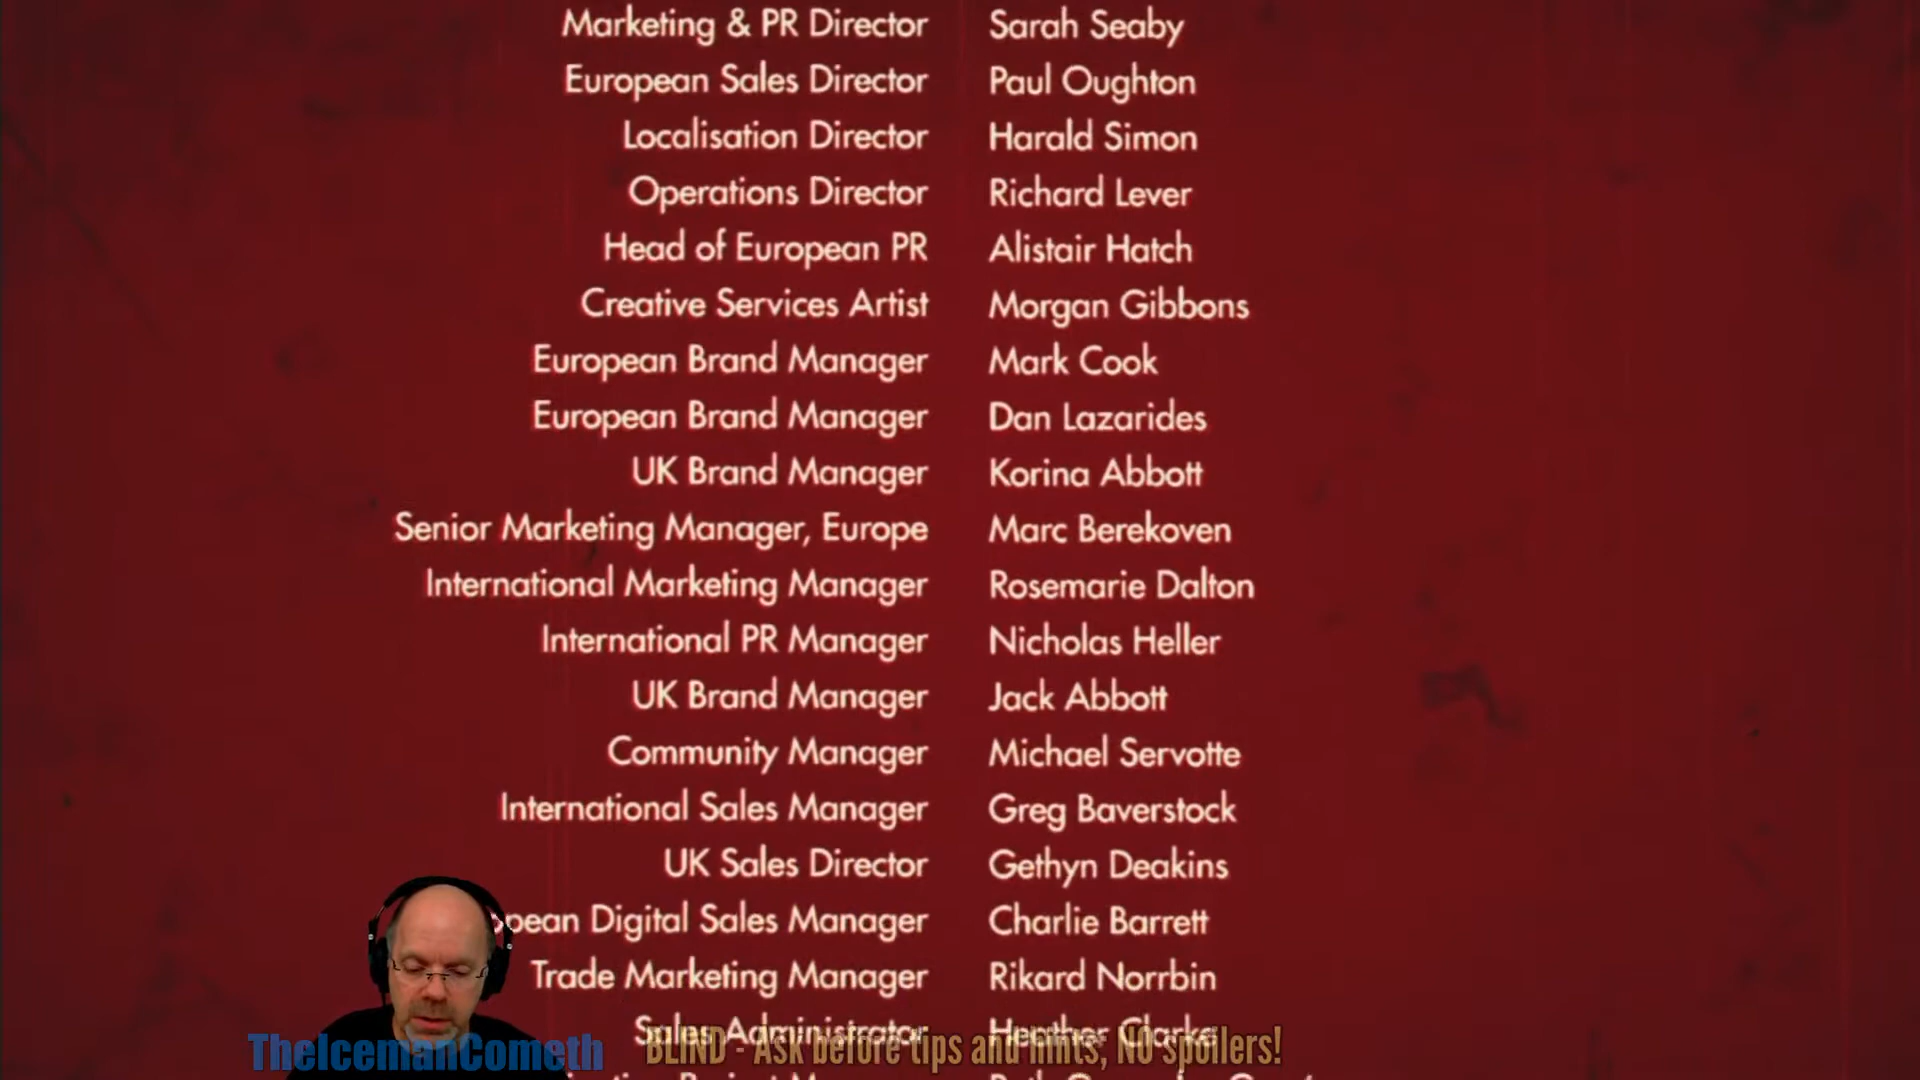 Marketing & PR Director Sarah Seaby
European Sales Director Paul Oughton
Localisation Director Harald Simon
Operations Director Richard Lever
Head of European PR Alistair Hatch
Creative Services Artist Morgan Gibbons
European Brand Manager Mark Cook
European Brand Manager Dan Lazarides
UK Brand Manager Korina Abbott
Senior Marketing Manager, Europe Marc Berekoven
International Marketing Manager Rosemarie Dalton
International PR Manager Nicholas Heller
UK Brand Manager Jack Abbott
Community Manager Michael Servotte
International Sales Manager Greg Baverstock
UK Sales Director Gethyn Deakins
Digital Sales Manager Charlie Barrett
Trade Marketing Manager Rikard Norrbin
Sales Administrator Heather Clarke
TheIcemanCometh BLIND - Ask before tips and hints, NO spoilers!